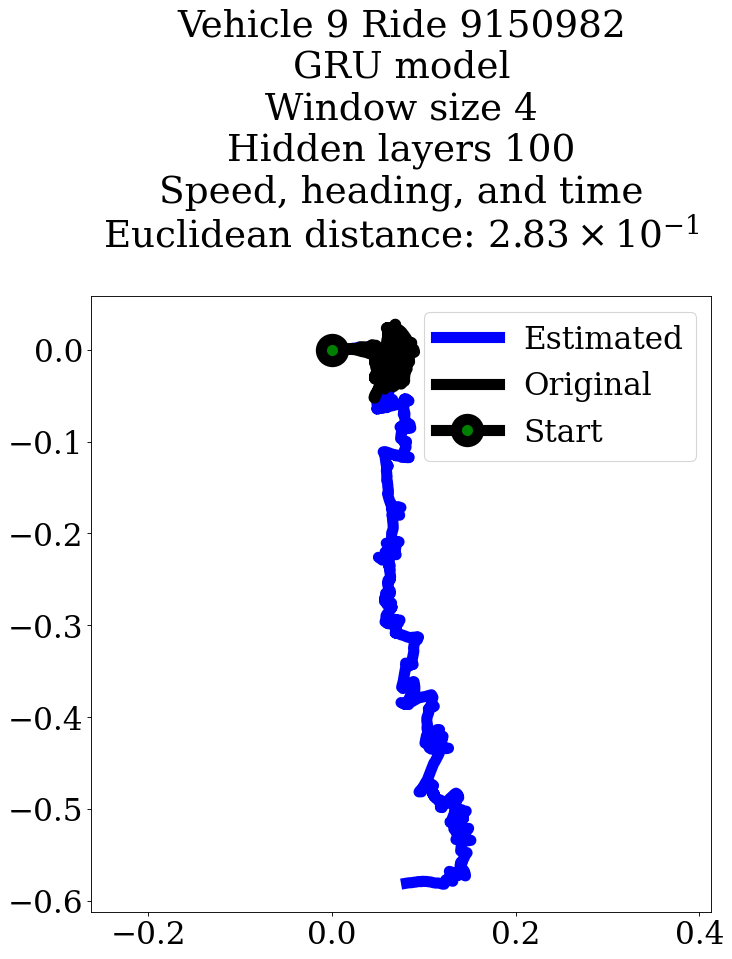 Vehicle 9 Ride 9150982
GRU model
Window size 4
Hidden layers 100
Speed, heading, and time
Euclidean distance: 2.83 × 10⁻¹
Estimated
Original
Start
0.0
−0.1
−0.2
−0.3
−0.4
−0.5
−0.6
−0.2 0.0 0.2 0.4